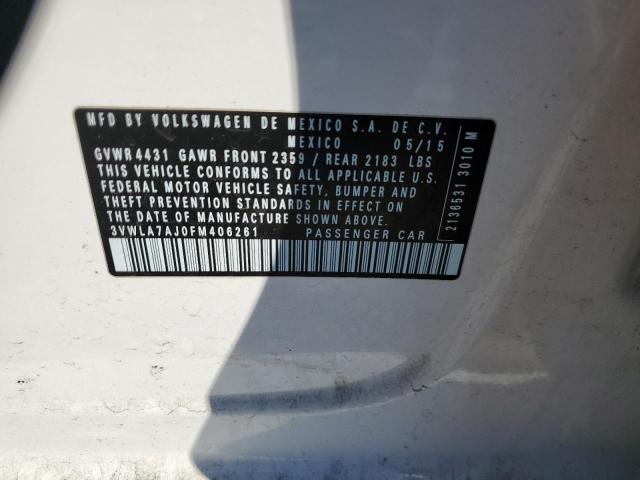 MFD BY VOLKSWAGEN DE MEXICO S.A. DE C.V.
MEXICO 05/15
GVWR 4431 GAWR FRONT 2359 / REAR 2183 LBS
THIS VEHICLE CONFORMS TO ALL APPLICABLE U.S.
FEDERAL MOTOR VEHICLE SAFETY, BUMPER AND
THEFT PREVENTION STANDARDS IN EFFECT ON
THE DATE OF MANUFACTURE SHOWN ABOVE.
3VWLA7AJ0FM406261 PASSENGER CAR
2136531 3010 M